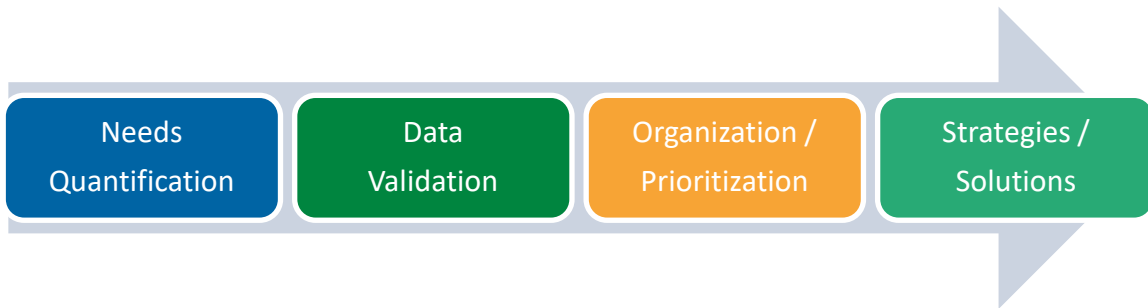 Needs
Quantification
Data
Validation
Organization /
Prioritization
Strategies /
Solutions